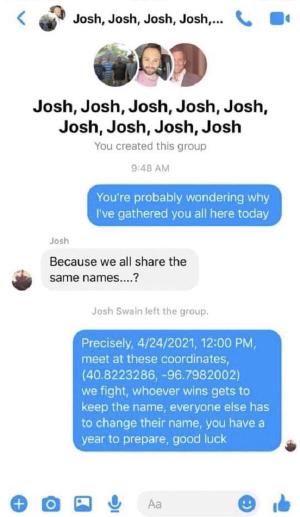 Josh, Josh, Josh, Josh,...
Josh, Josh, Josh, Josh, Josh,
Josh, Josh, Josh, Josh
You created this group
9:48 AM
You're probably wondering why
I've gathered you all here today
Josh
Because we all share the
same names....?
Josh Swain left the group.
Precisely, 4/24/2021, 12:00 PM,
meet at these coordinates,
(40.8223286, -96.7982002)
we fight, whoever wins gets to
keep the name, everyone else has
to change their name, you have a
year to prepare, good luck
Aa